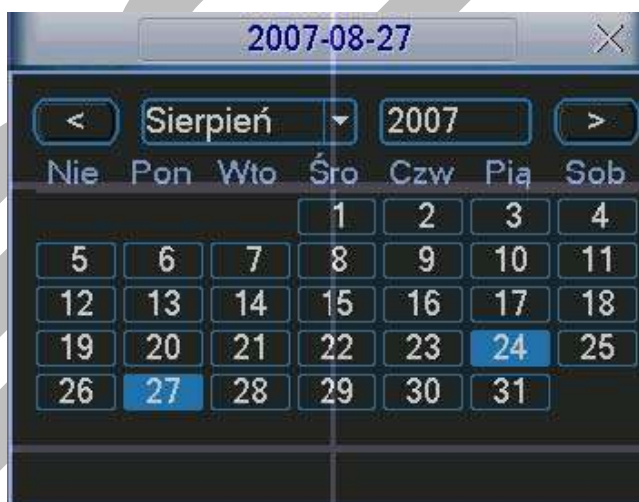 2007-08-27
< Sierpień 2007 >
Nie Pon Wto Śro Czw Pią Sob
1 2 3 4
5 6 7 8 9 10 11
12 13 14 15 16 17 18
19 20 21 22 23 24 25
26 27 28 29 30 31